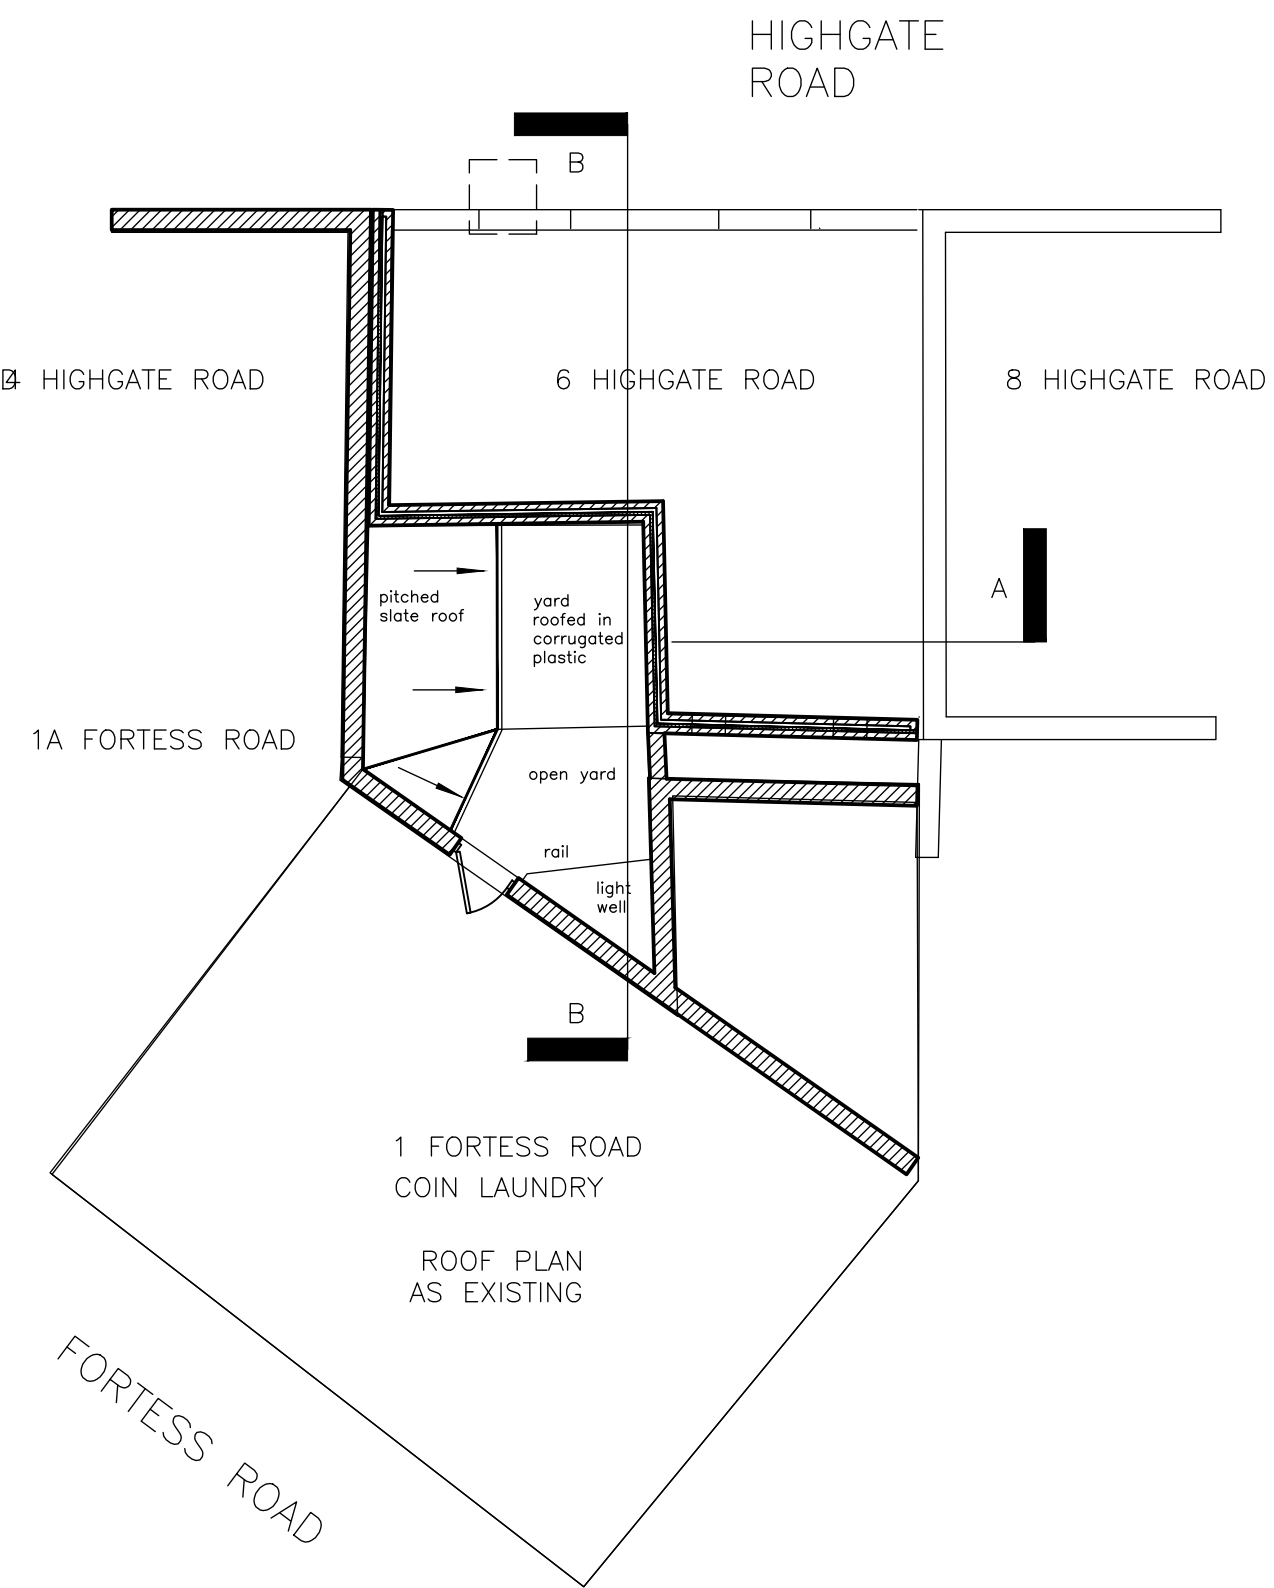 HIGHGATE
ROAD
B
4 HIGHGATE ROAD
6 HIGHGATE ROAD
8 HIGHGATE ROAD
A
pitched
slate roof
yard
roofed in
corrugated
plastic
1A FORTESS ROAD
open yard
rail
light
well
B
1 FORTESS ROAD
COIN LAUNDRY
ROOF PLAN
AS EXISTING
FORTESS ROAD